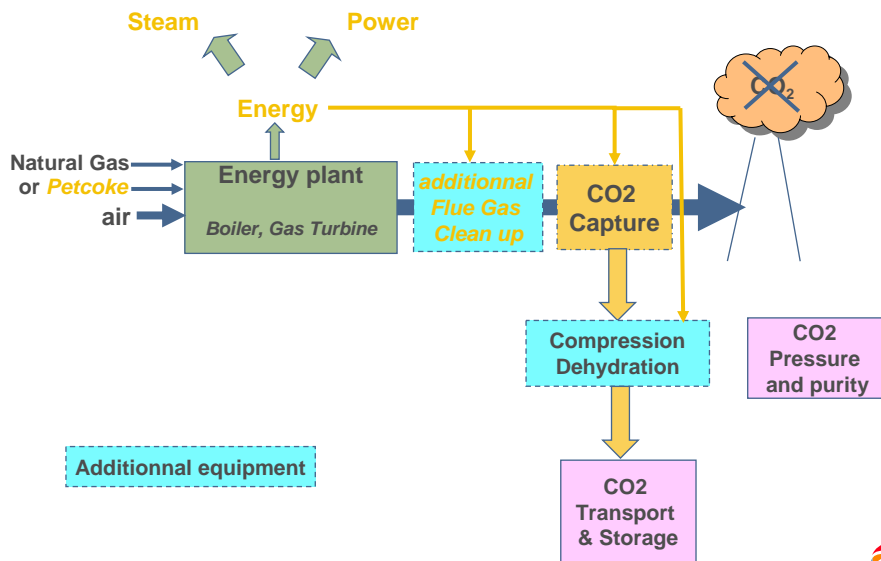 Steam
Power
Energy
CO₂
Natural Gas
or Petcoke
air
Energy plant
Boiler, Gas Turbine
additionnal
Flue Gas
Clean up
CO2
Capture
Compression
Dehydration
CO2
Pressure
and purity
Additionnal equipment
CO2
Transport
& Storage